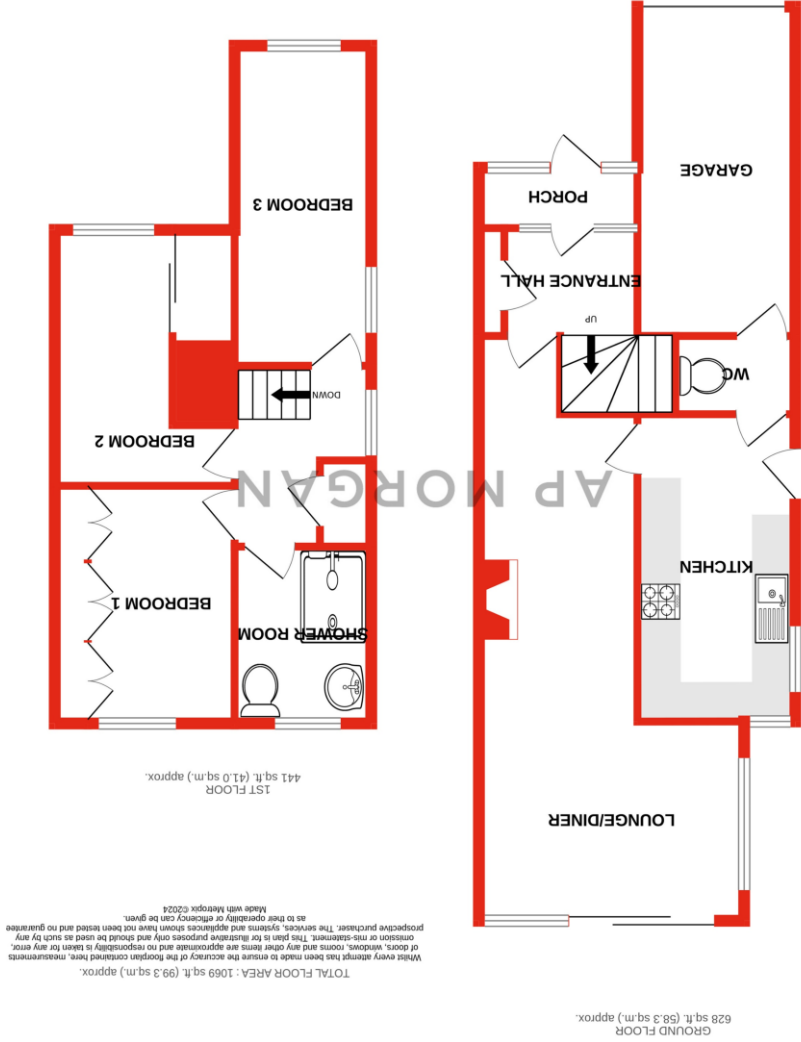 GROUND FLOOR
628 sq.ft. (58.3 sq.m.) approx.
TOTAL FLOOR AREA : 1069 sq.ft. (99.3 sq.m.) approx.
Whilst every attempt has been made to ensure the accuracy of the floorplan contained here, measurements
of doors, windows, rooms and any other items are approximate and no responsibility is taken for any error,
omission or mis-statement. This plan is for illustrative purposes only and should be used as such by any
prospective purchaser. The services, systems and appliances shown have not been tested and no guarantee
as to their operability or efficiency can be given.
Made with Metropix ©2024
1ST FLOOR
441 sq.ft. (41.0 sq.m.) approx.
LOUNGE/DINER
KITCHEN
WC
UP
ENTRANCE HALL
PORCH
GARAGE
SHOWER ROOM
BEDROOM 1
BEDROOM 2
DOWN
BEDROOM 3
AP MORGAN